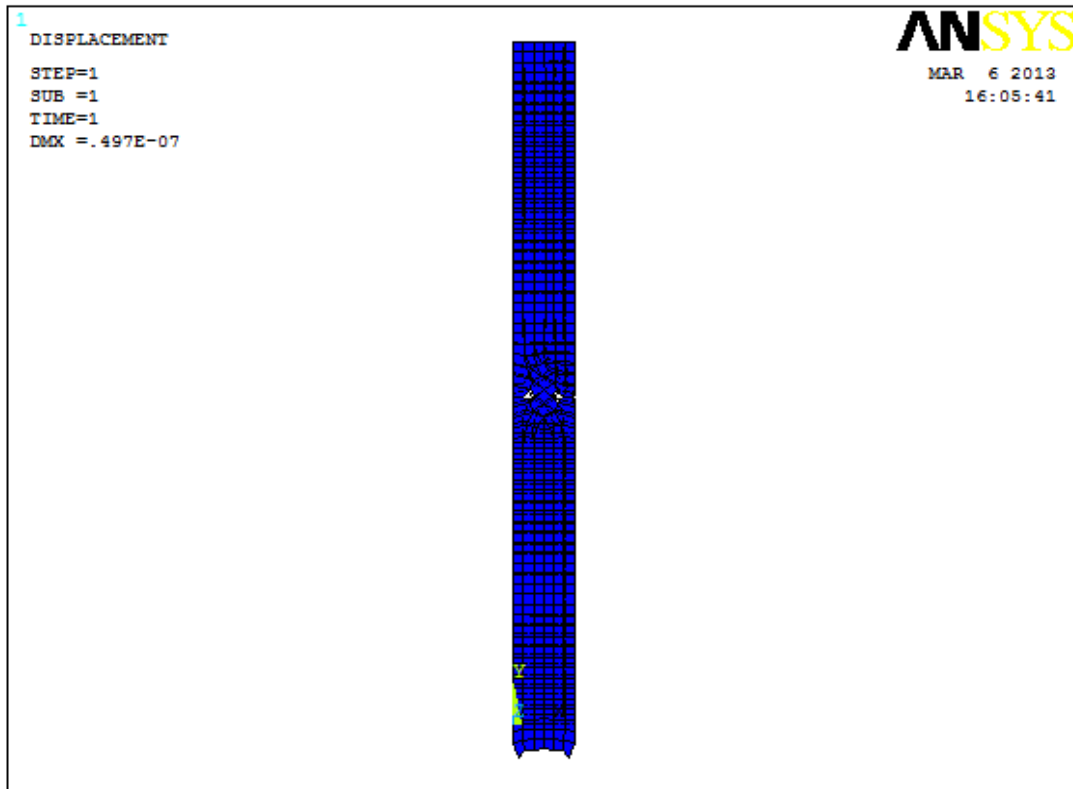 1
DISPLACEMENT
STEP=1
SUB =1
TIME=1
DMX =.497E-07
ANSYS
MAR  6 2013
16:05:41
Y